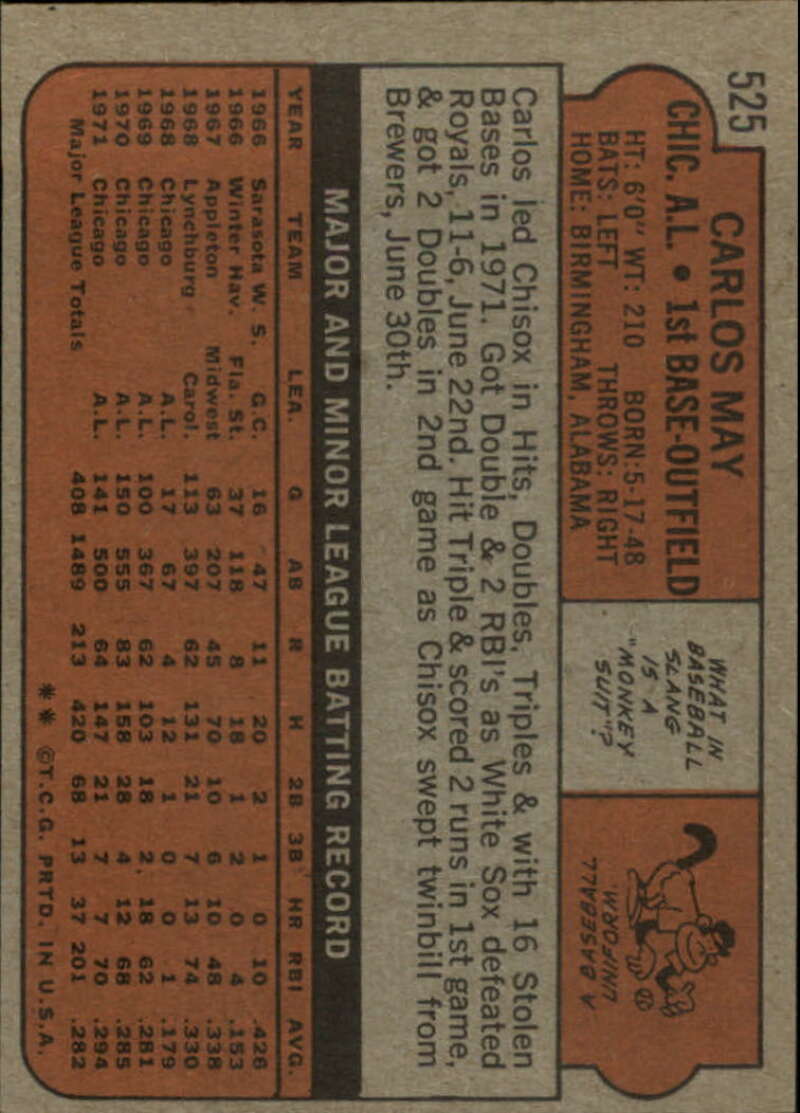 525
CARLOS MAY
CHIC. A.L. • 1st BASE-OUTFIELD
HT: 6'0" WT: 210 BORN: 5-17-48
BATS: LEFT THROWS: RIGHT
HOME: BIRMINGHAM, ALABAMA
WHAT IN
BASEBALL
SLANG
IS A
"MONKEY
SUIT"?
A BASEBALL
UNIFORM.
Carlos led Chisox in Hits, Doubles, Triples & with 16 Stolen
Bases in 1971. Got Double & 2 RBI's as White Sox defeated
Royals, 11-6, June 22nd. Hit Triple & scored 2 runs in 1st game,
& got 2 Doubles in 2nd game as Chisox swept twinbill from
Brewers, June 30th.
MAJOR AND MINOR LEAGUE BATTING RECORD
YEAR TEAM LEA. G AB R H 2B 3B HR RBI AVG.
1966 Sarasota W. S. G.C. 16 47 11 20 2 1 0 10 .426
1966 Winter Hav. Fla. St. 37 118 8 18 1 2 0 4 .153
1967 Appleton Midwest 63 207 45 70 10 6 10 48 .338
1968 Lynchburg Carol. 113 397 62 131 21 7 13 74 .330
1968 Chicago A.L. 17 67 4 12 1 0 0 1 .179
1969 Chicago A.L. 100 367 62 103 18 2 18 62 .281
1970 Chicago A.L. 150 555 83 158 28 4 12 68 .285
1971 Chicago A.L. 141 500 64 147 21 7 7 70 .294
Major League Totals 408 1489 213 420 68 13 37 201 .282
** ©T.C.G. PRTD. IN U.S.A.